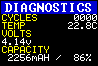 DIAGNOSTICS
CYCLES 0000
TEMP 22.8C
VOLTS
4.14v
CAPACITY
2256mAH / 86%